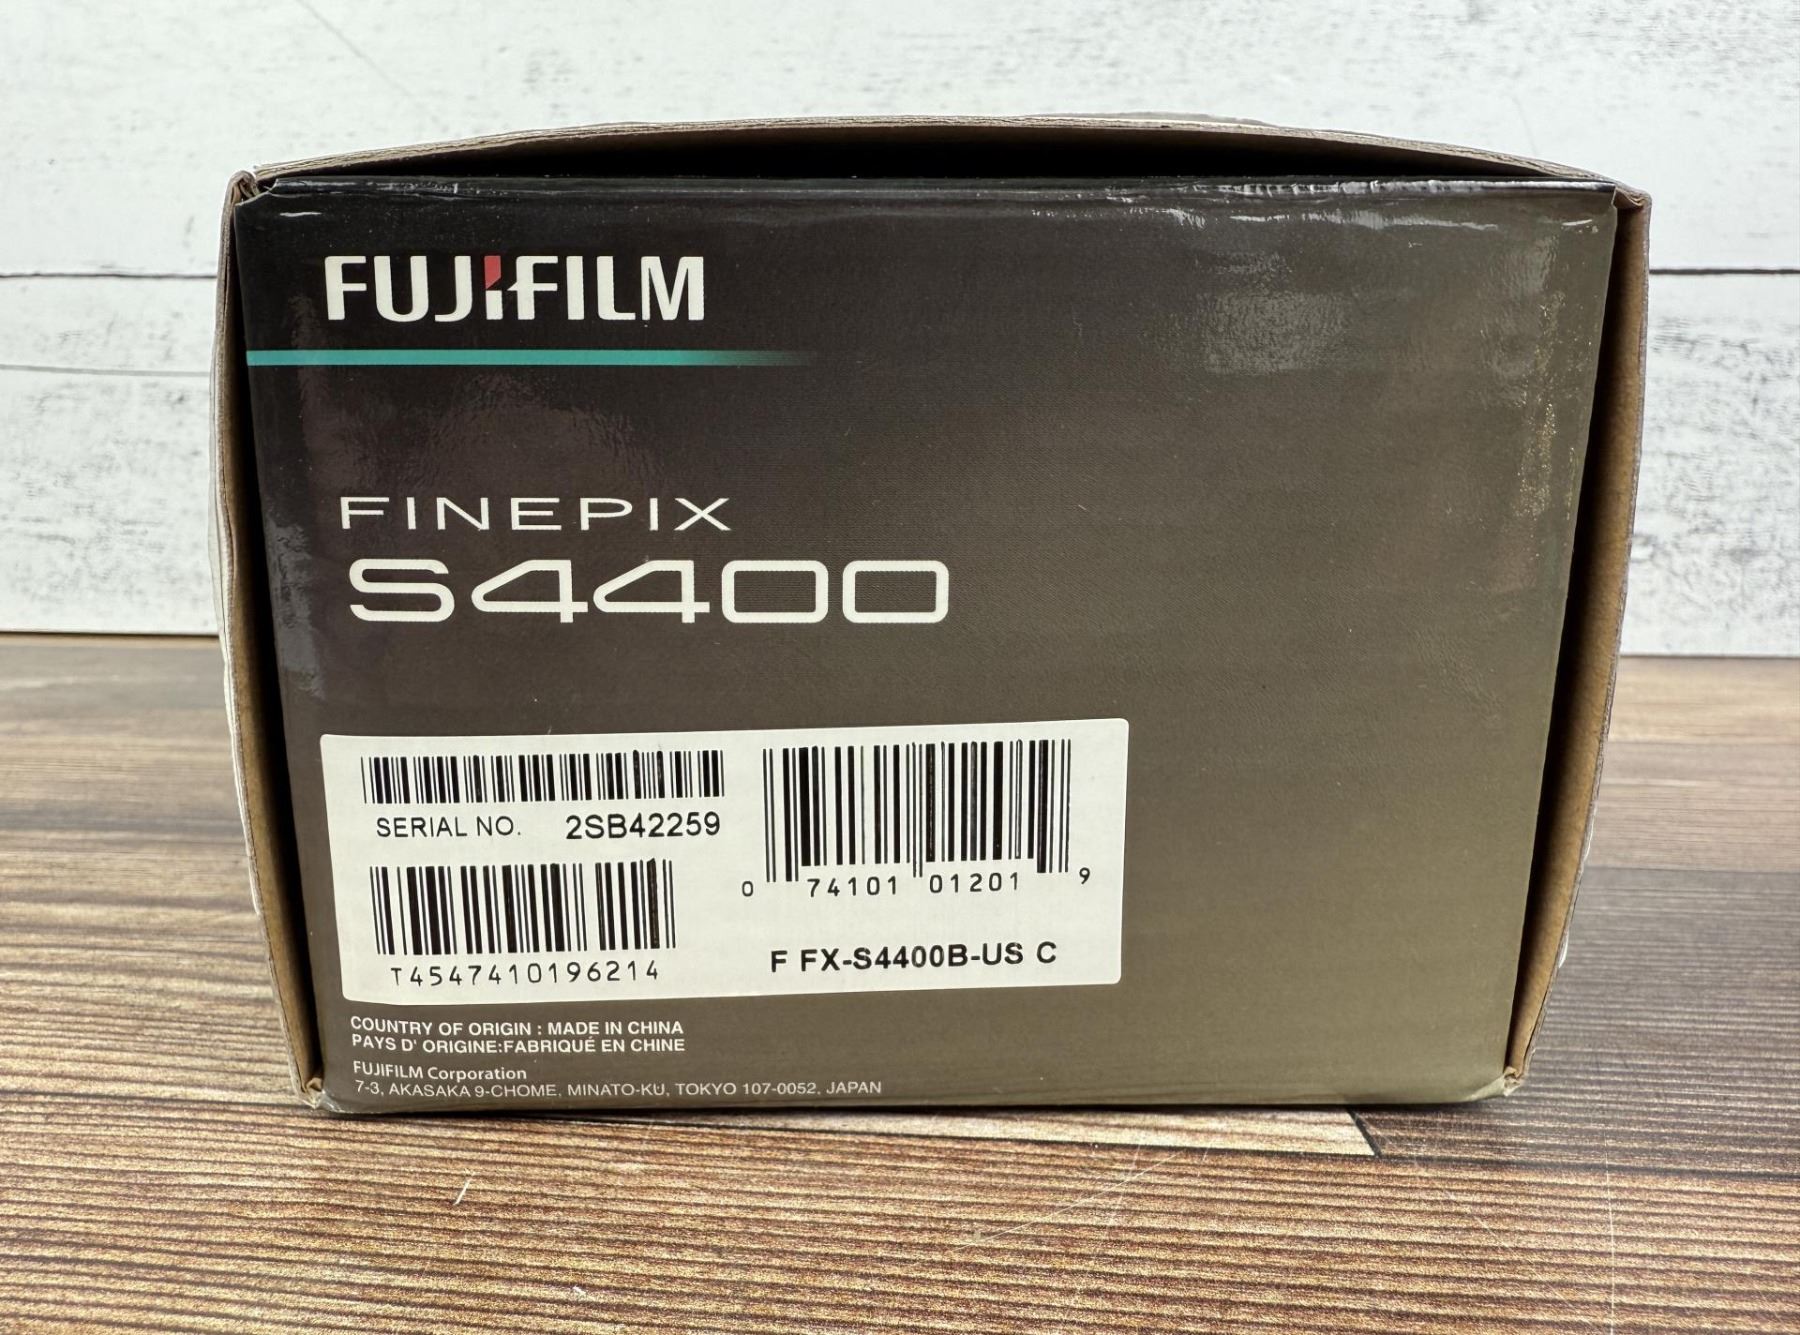 FUJIFILM
FINEPIX
S4400
SERIAL NO. 2SB42259
T4547410196214
0 74101 01201 9
F FX-S4400B-US C
COUNTRY OF ORIGIN : MADE IN CHINA
PAYS D' ORIGINE:FABRIQUÉ EN CHINE
FUJIFILM Corporation
7-3, AKASAKA 9-CHOME, MINATO-KU, TOKYO 107-0052, JAPAN